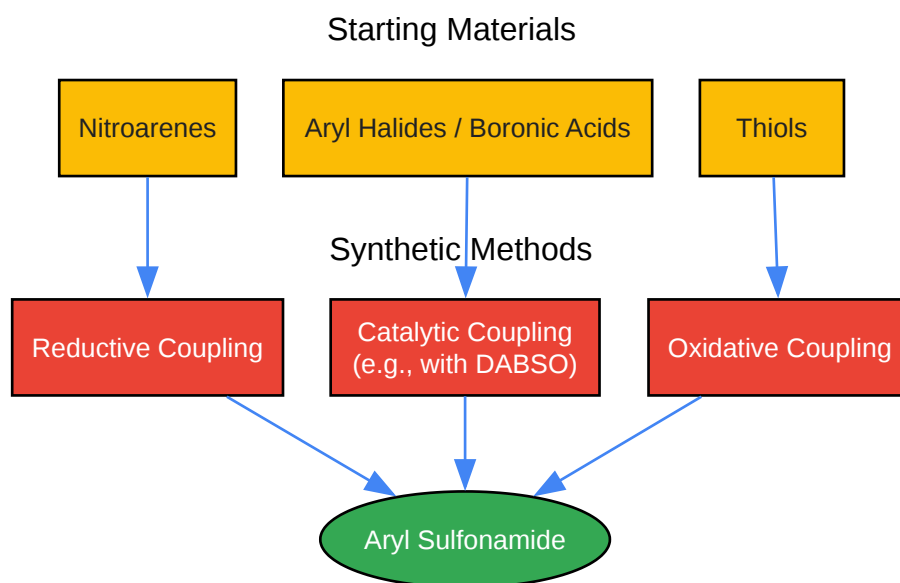 Starting Materials
Nitroarenes
Aryl Halides / Boronic Acids
Thiols
Synthetic Methods
Reductive Coupling
Catalytic Coupling
(e.g., with DABSO)
Oxidative Coupling
Aryl Sulfonamide